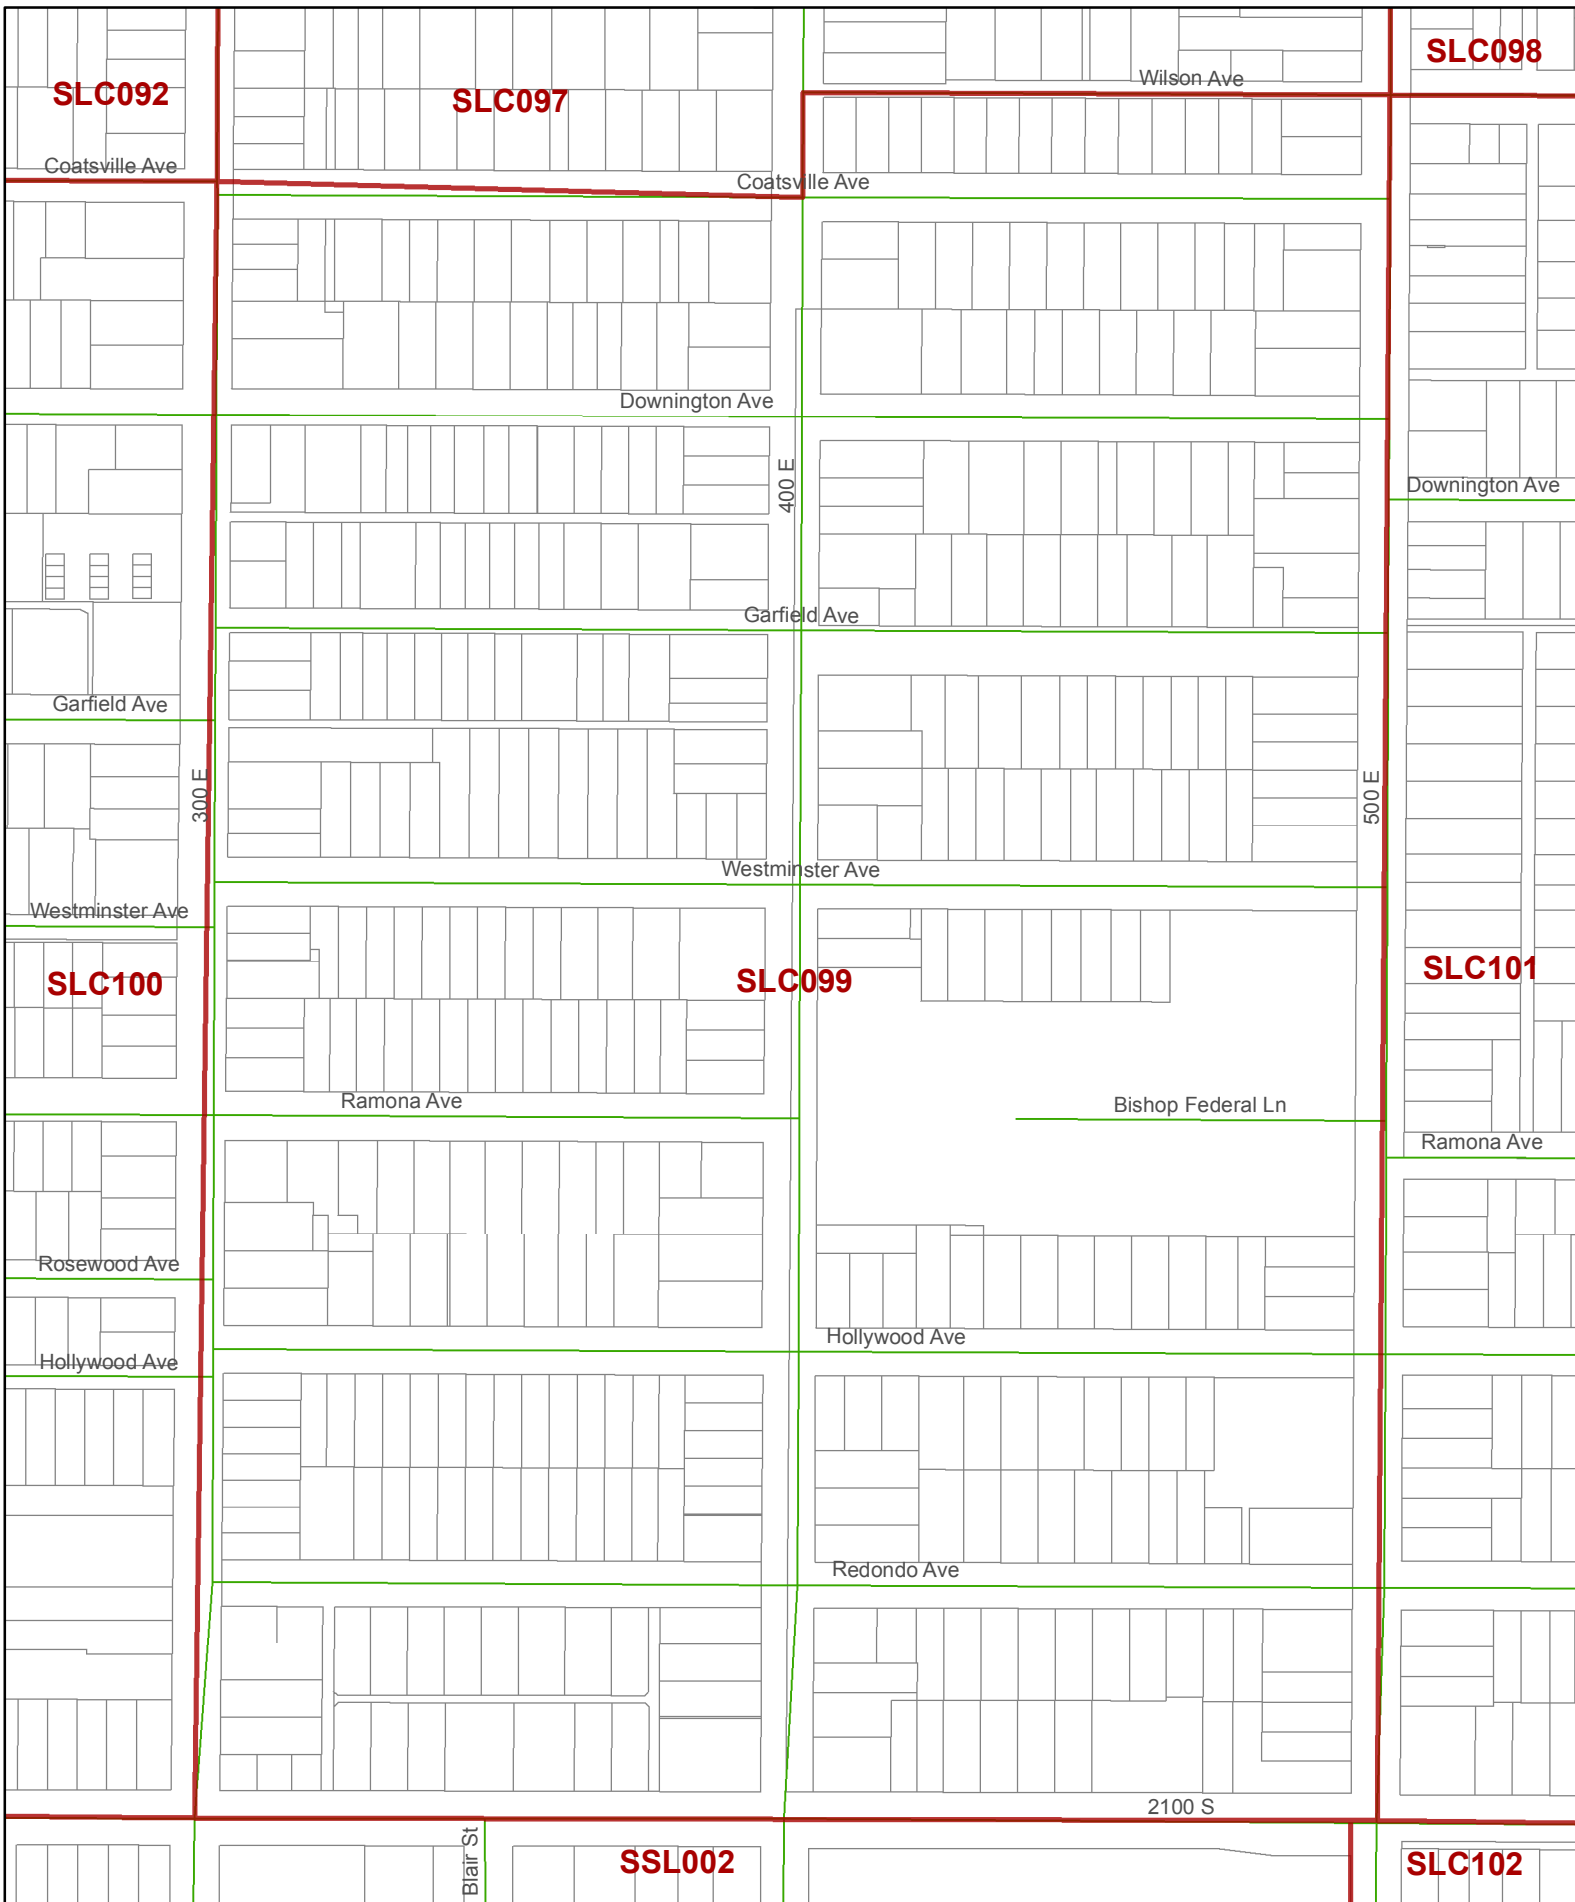 SLC098
Wilson Ave
SLC092
SLC097
Coatsville Ave
Coatsville Ave
Downington Ave
400 E
Downington Ave
Garfield Ave
Garfield Ave
300 E
500 E
Westminster Ave
Westminster Ave
SLC100
SLC099
SLC101
Ramona Ave
Bishop Federal Ln
Ramona Ave
Rosewood Ave
Hollywood Ave
Hollywood Ave
Redondo Ave
2100 S
Blair St
SSL002
SLC102